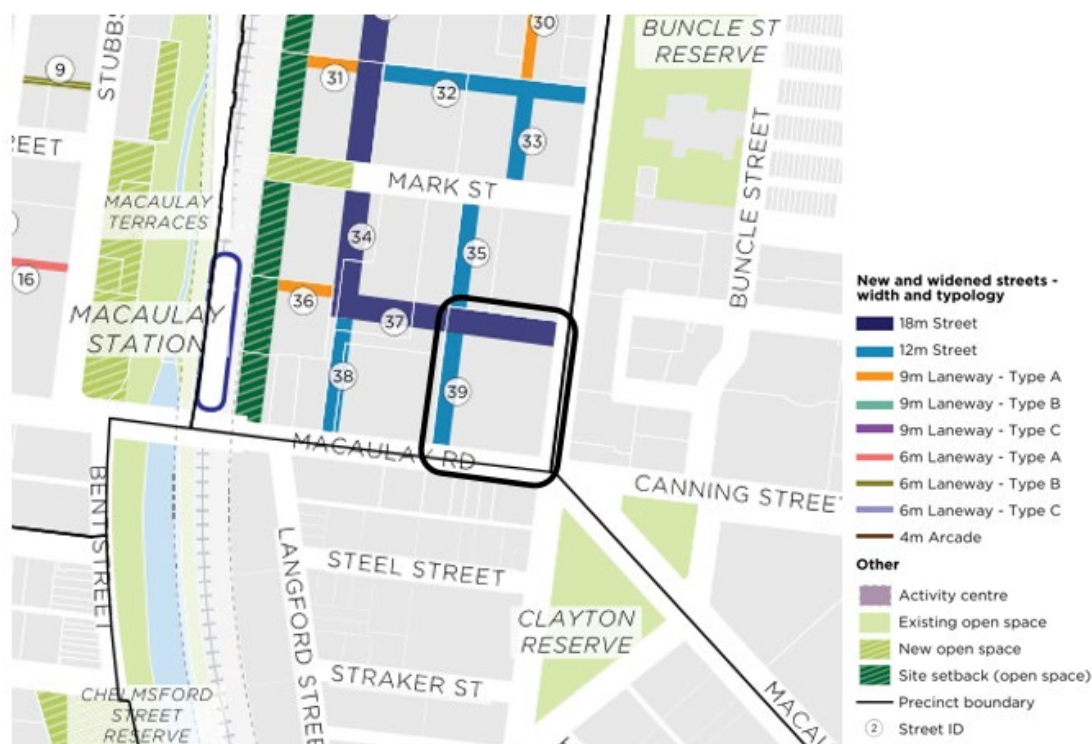 BUNCLE ST
RESERVE
30
9
STUBBS
31
32
33
REET
MARK ST
BUNCLE STREET
MACAULAY
TERRACES
34
35
16
36
37
MACAULAY
STATION
38
39
MACAULAY RD
CANNING STREET
BENT STREET
LANGFORD STREET
STEEL STREET
CLAYTON
RESERVE
STRAKER ST
CHELMSFORD
STREET
RESERVE
MACAU
New and widened streets -
width and typology
18m Street
12m Street
9m Laneway - Type A
9m Laneway - Type B
9m Laneway - Type C
6m Laneway - Type A
6m Laneway - Type B
6m Laneway - Type C
4m Arcade
Other
Activity centre
Existing open space
New open space
Site setback (open space)
Precinct boundary
2 Street ID